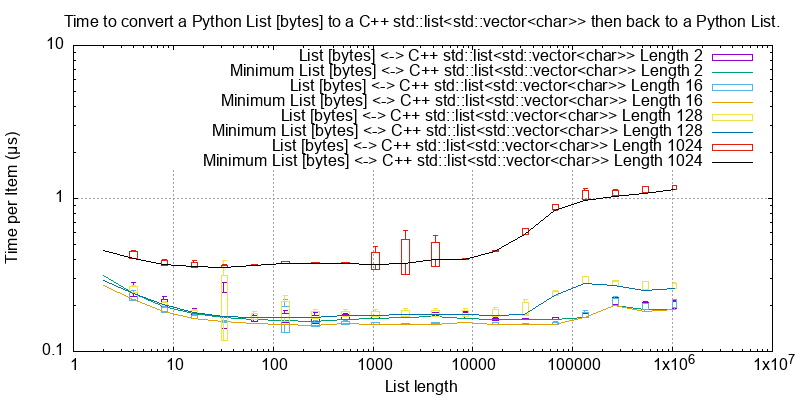 Time to convert a Python List [bytes] to a C++ std::list<std::vector<char>> then back to a Python List.
10
1
0.1
Time per Item (µs)
List [bytes] <-> C++ std::list<std::vector<char>> Length 2
Minimum List [bytes] <-> C++ std::list<std::vector<char>> Length 2
List [bytes] <-> C++ std::list<std::vector<char>> Length 16
Minimum List [bytes] <-> C++ std::list<std::vector<char>> Length 16
List [bytes] <-> C++ std::list<std::vector<char>> Length 128
Minimum List [bytes] <-> C++ std::list<std::vector<char>> Length 128
List [bytes] <-> C++ std::list<std::vector<char>> Length 1024
Minimum List [bytes] <-> C++ std::list<std::vector<char>> Length 1024
1 10 100 1000 10000 100000 1x10⁶ 1x10⁷
List length